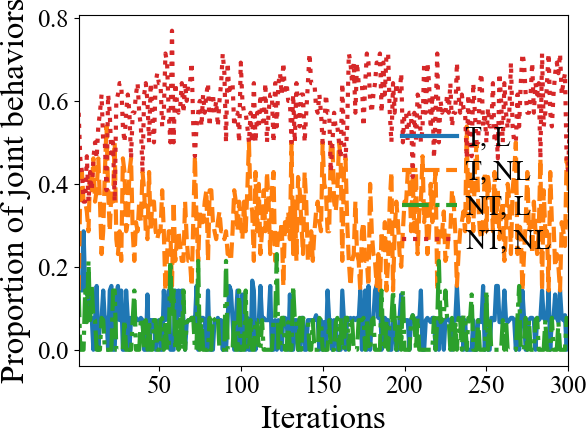 Proportion of joint behaviors
0.8
0.6
0.4
0.2
0.0
T, L
T, NL
NT, L
NT, NL
50
100
150
200
250
300
Iterations